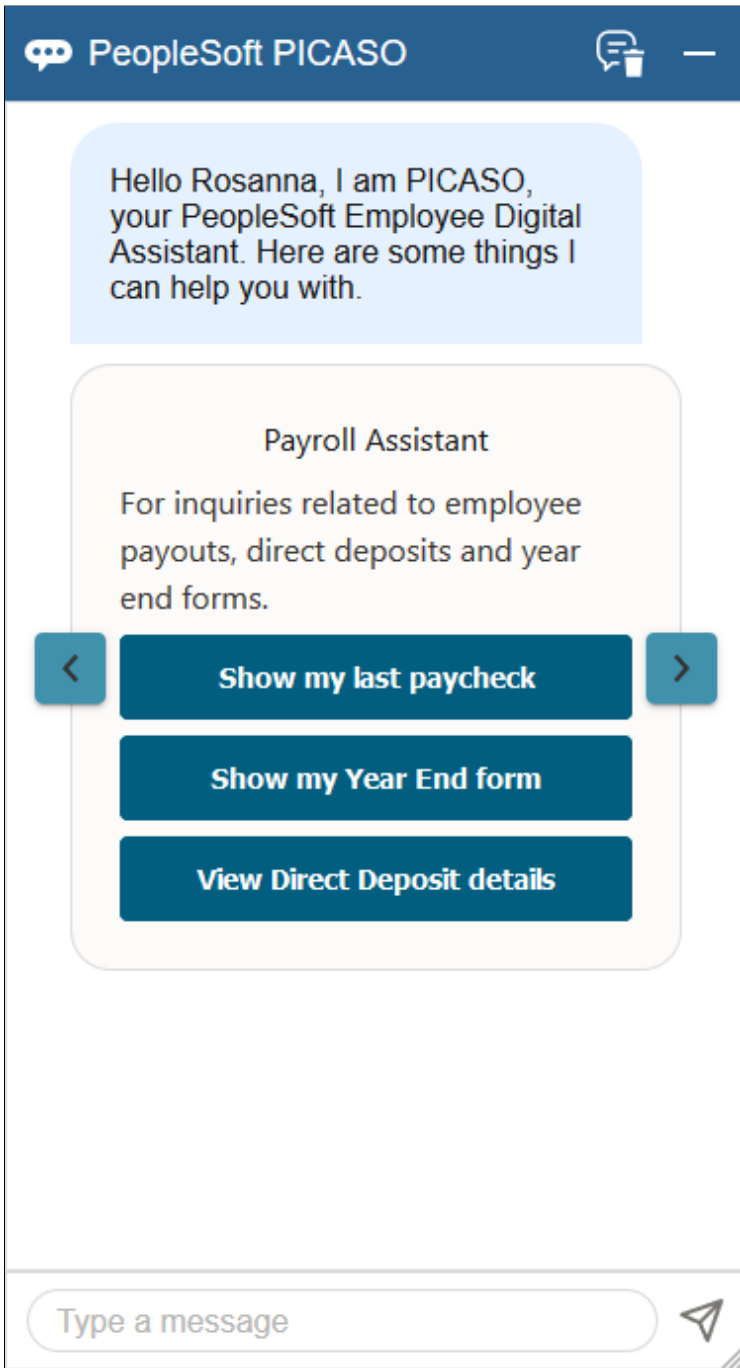 PeopleSoft PICASO
Hello Rosanna, I am PICASO,
your PeopleSoft Employee Digital
Assistant. Here are some things I
can help you with.
Payroll Assistant
For inquiries related to employee
payouts, direct deposits and year
end forms.
Show my last paycheck
Show my Year End form
View Direct Deposit details
Type a message